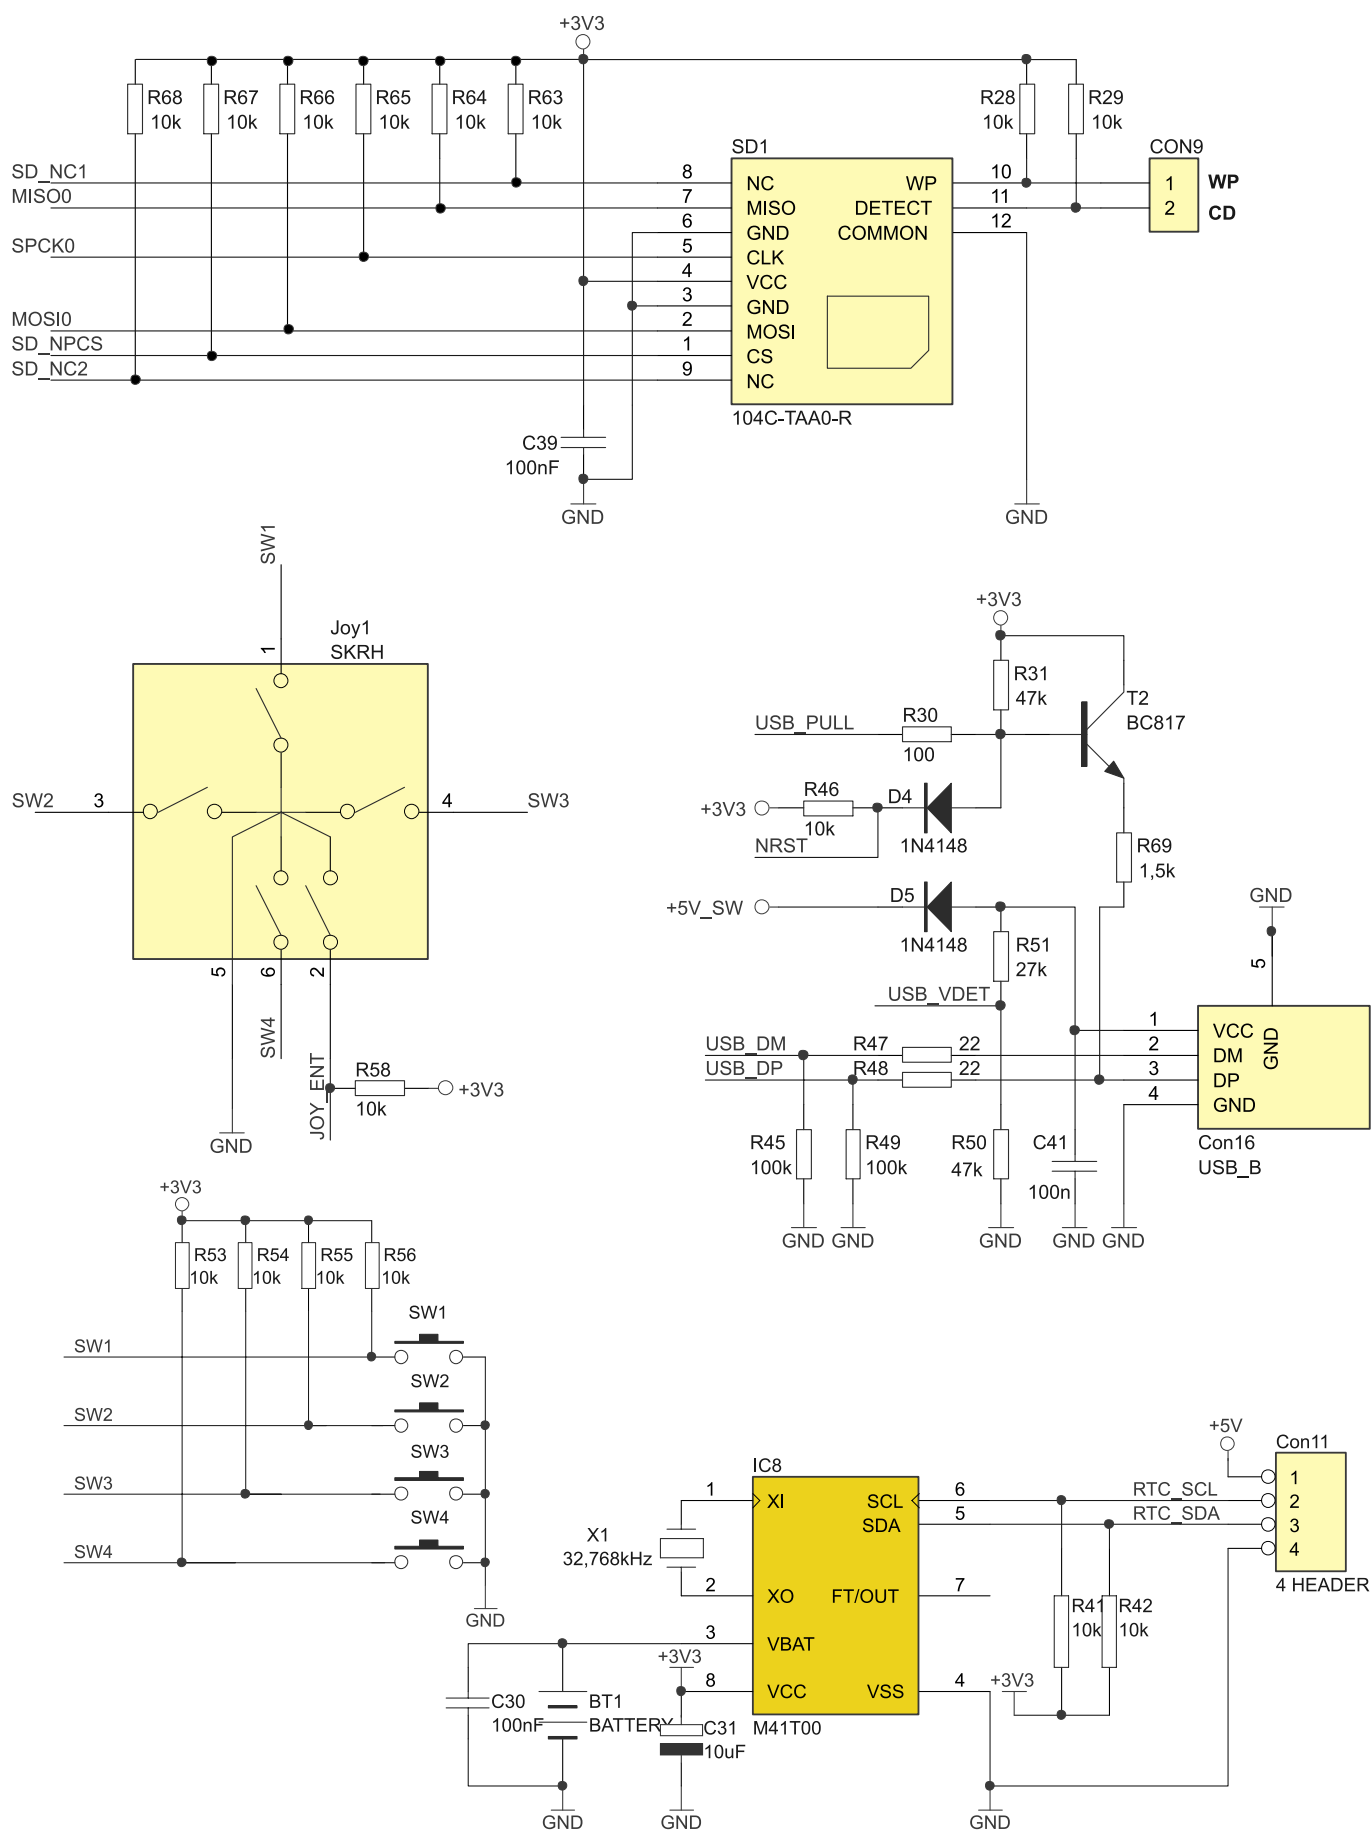 +3V3
R68
10k
R67
10k
R66
10k
R65
10k
R64
10k
R63
10k
R28
10k
R29
10k
SD1
CON9
SD_NC1
MISO0
SPCK0
MOSI0
SD_NPCS
SD_NC2
8 NC
7 MISO
6 GND
5 CLK
4 VCC
3 GND
2 MOSI
1 CS
9 NC
WP 10
DETECT 11
COMMON 12
1 WP
2 CD
104C-TAA0-R
C39
100nF
GND
GND
SW1
1
Joy1
SKRH
SW2 3
4 SW3
5
6
2
SW4
JOY_ENT
R58
10k
+3V3
GND
+3V3
R31
47k
T2
BC817
USB_PULL
R30
100
+3V3
R46
10k
D4
1N4148
NRST
R69
1,5k
+5V_SW
D5
1N4148
R51
27k
USB_VDET
GND
5
USB_DM
R47 22
USB_DP
R48 22
1 VCC
2 DM
3 DP
4 GND
GND
Con16
USB_B
R45
100k
R49
100k
R50
47k
C41
100n
GND
GND
GND
GND
GND
+3V3
R53
10k
R54
10k
R55
10k
R56
10k
SW1
SW1
SW2
SW2
SW3
SW3
SW4
SW4
GND
IC8
X1
32,768kHz
1 XI
2 XO
3 VBAT
8 VCC
SCL 6
SDA 5
FT/OUT 7
VSS 4
M41T00
+3V3
C30
100nF
BT1
BATTERY
C31
10uF
GND
GND
GND
RTC_SCL
RTC_SDA
R41
10k
R42
10k
+3V3
+5V
Con11
1
2
3
4
4 HEADER